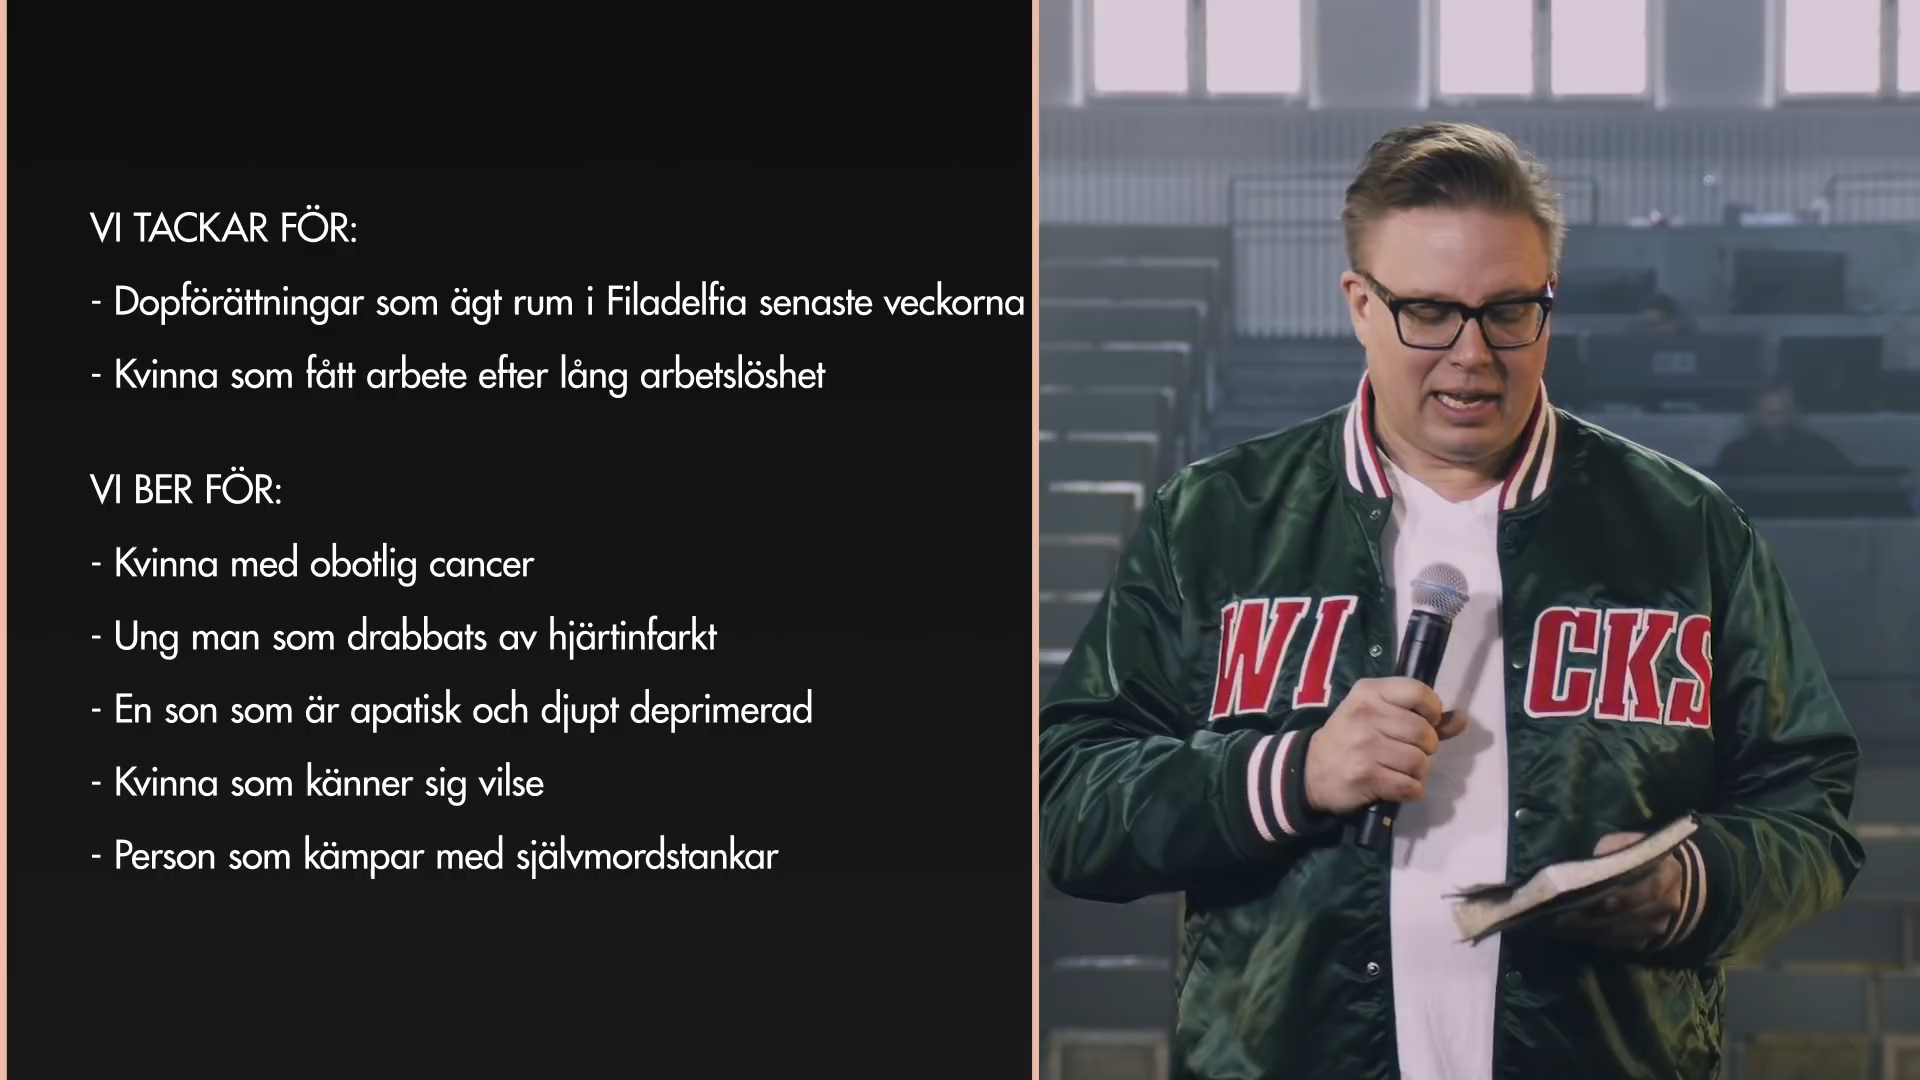 VI TACKAR FÖR:
- Dopförättningar som ägt rum i Filadelfia senaste veckorna
- Kvinna som fått arbete efter lång arbetslöshet
VI BER FÖR:
- Kvinna med obotlig cancer
- Ung man som drabbats av hjärtinfarkt
- En son som är apatisk och djupt deprimerad
- Kvinna som känner sig vilse
- Person som kämpar med självmordstankar
WI CKS